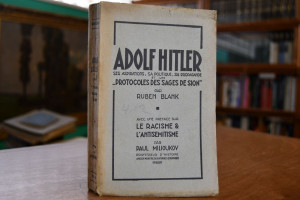 ADOLF HITLER
SES ASPIRATIONS, SA POLITIQUE, SA PROPAGANDE
„PROTOCOLES DES SAGES DE SION"
PAR
RUBEN BLANK
AVEC UNE PRÉFACE SUR
LE RACISME &
L'ANTISEMITISME
PAR
PAUL MILIOUKOV